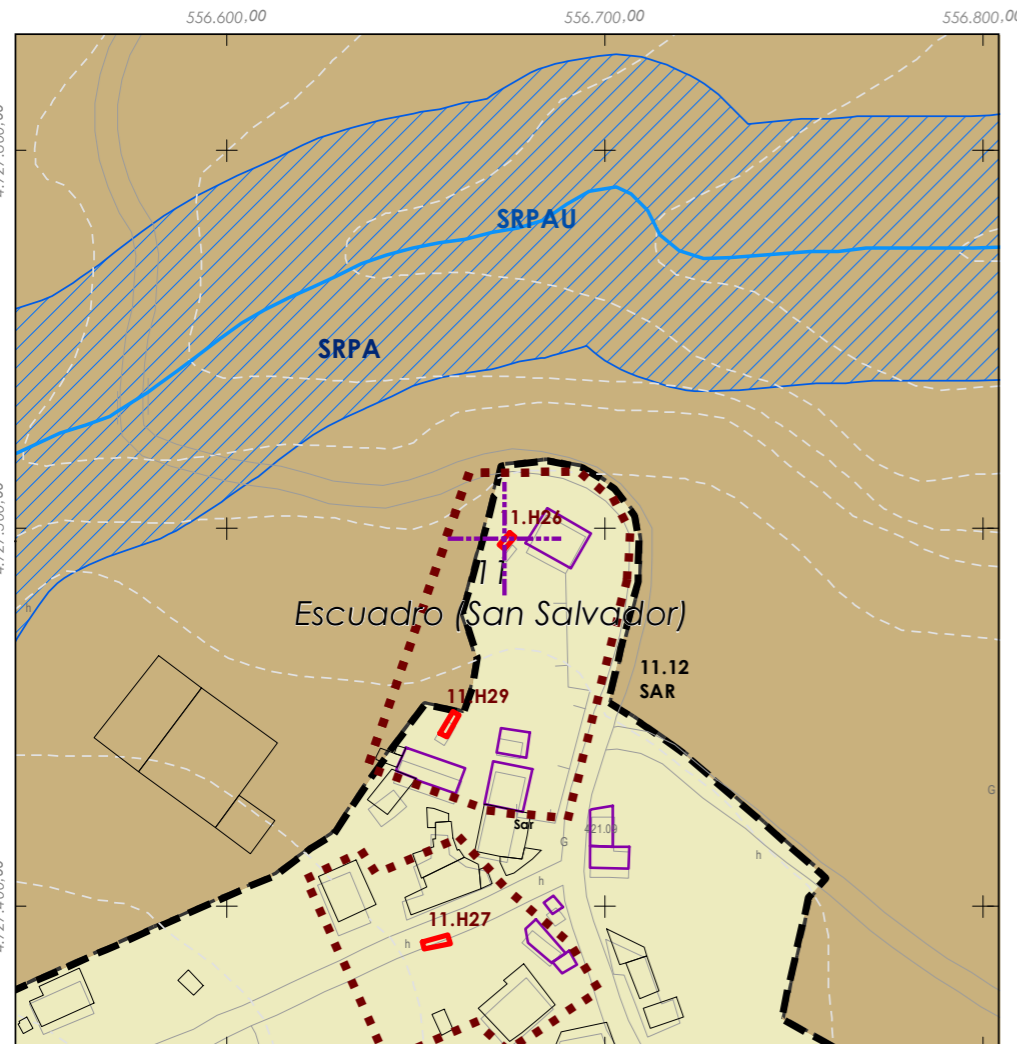 556.600,00
556.700,00
556.800,00
SRPAU
SRPA
1.H26
11
Escuadro (San Salvador)
h
11.12
SAR
11.H29
G
Sar
421.09
G
h
h
11.H27
h